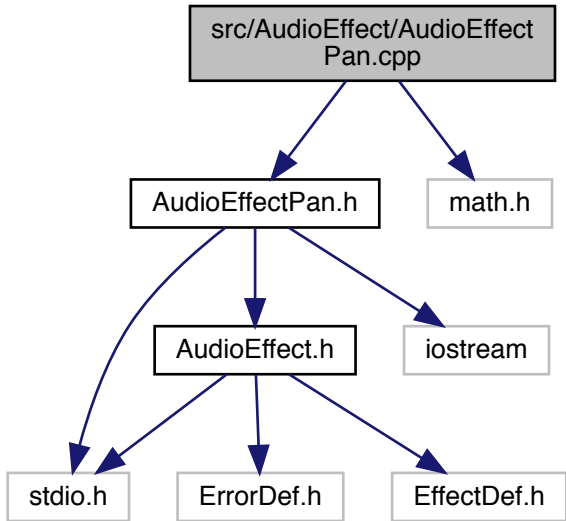 src/AudioEffect/AudioEffect
Pan.cpp
AudioEffectPan.h
math.h
AudioEffect.h
iostream
stdio.h
ErrorDef.h
EffectDef.h